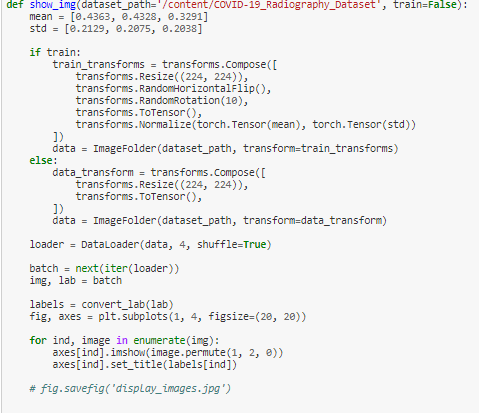 def show_img(dataset_path='/content/COVID-19_Radiography_Dataset', train=False):
    mean = [0.4363, 0.4328, 0.3291]
    std = [0.2129, 0.2075, 0.2038]

    if train:
        train_transforms = transforms.Compose([
            transforms.Resize((224, 224)),
            transforms.RandomHorizontalFlip(),
            transforms.RandomRotation(10),
            transforms.ToTensor(),
            transforms.Normalize(torch.Tensor(mean), torch.Tensor(std))
        ])
        data = ImageFolder(dataset_path, transform=train_transforms)
    else:
        data_transform = transforms.Compose([
            transforms.Resize((224, 224)),
            transforms.ToTensor(),
        ])
        data = ImageFolder(dataset_path, transform=data_transform)

    loader = DataLoader(data, 4, shuffle=True)

    batch = next(iter(loader))
    img, lab = batch

    labels = convert_lab(lab)
    fig, axes = plt.subplots(1, 4, figsize=(20, 20))

    for ind, image in enumerate(img):
        axes[ind].imshow(image.permute(1, 2, 0))
        axes[ind].set_title(labels[ind])

    # fig.savefig('display_images.jpg')